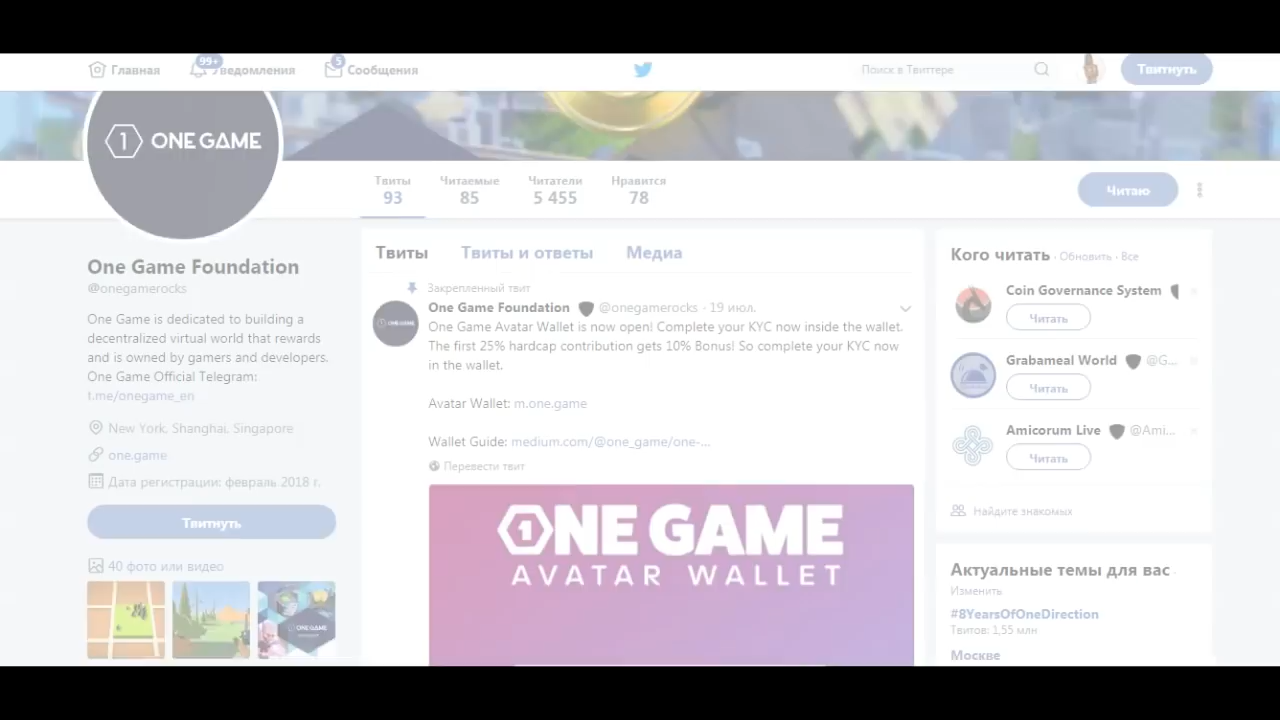 Главная
99+
Уведомления
5
Сообщения
Поиск в Твиттере
Твитнуть
1 ONE GAME
Твиты
93
Читаемые
85
Читатели
5 455
Нравится
78
Читаю
One Game Foundation
@onegamerocks
One Game is dedicated to building a
decentralized virtual world that rewards
and is owned by gamers and developers.
One Game Official Telegram:
t.me/onegame_en
New York, Shanghai, Singapore
one.game
Дата регистрации: февраль 2018 г.
Твитнуть
40 фото или видео
ONE GAME
Твиты
Твиты и ответы
Медиа
Закрепленный твит
One Game Foundation @onegamerocks · 19 июл.
One Game Avatar Wallet is now open! Complete your KYC now inside the wallet.
The first 25% hardcap contribution gets 10% Bonus! So complete your KYC now
in the wallet.
Avatar Wallet: m.one.game
Wallet Guide: medium.com/@one_game/one-...
Перевести твит
1 NE GAME
AVATAR WALLET
Кого читать · Обновить · Все
Coin Governance System
Читать
Grabameal World @G...
Читать
Amicorum Live @Ami...
Читать
Найдите знакомых
Актуальные темы для вас
Изменить
#8YearsOfOneDirection
Твитов: 1,55 млн
Москве